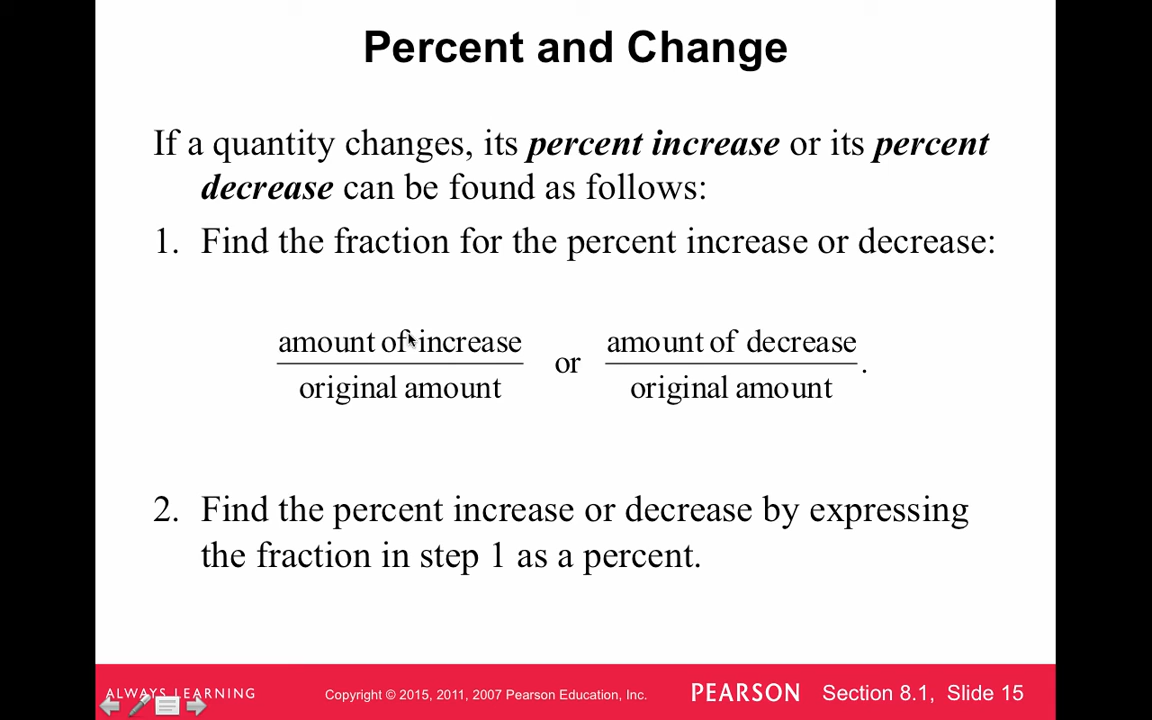 Percent and Change
If a quantity changes, its percent increase or its percent
decrease can be found as follows:
1. Find the fraction for the percent increase or decrease:
amount of increase
original amount
or
amount of decrease
original amount
.
2. Find the percent increase or decrease by expressing
the fraction in step 1 as a percent.
ALWAYS LEARNING
Copyright © 2015, 2011, 2007 Pearson Education, Inc.
PEARSON
Section 8.1, Slide 15